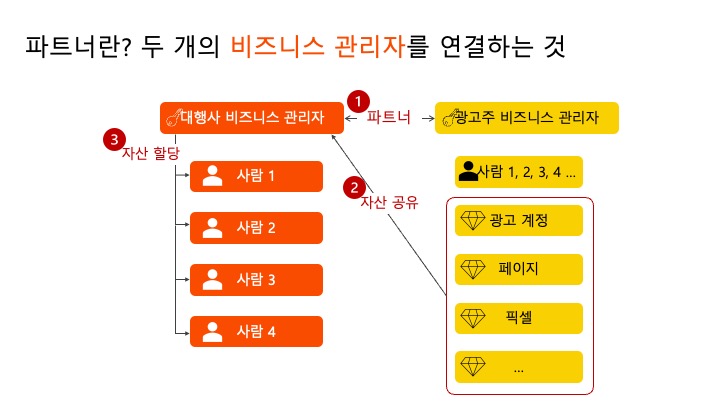 파트너란? 두 개의 비즈니스 관리자를 연결하는 것
1
대행사 비즈니스 관리자
파트너
광고주 비즈니스 관리자
3
자산 할당
사람 1
사람 1, 2, 3, 4 ...
2
자산 공유
광고 계정
사람 2
페이지
사람 3
픽셀
사람 4
...